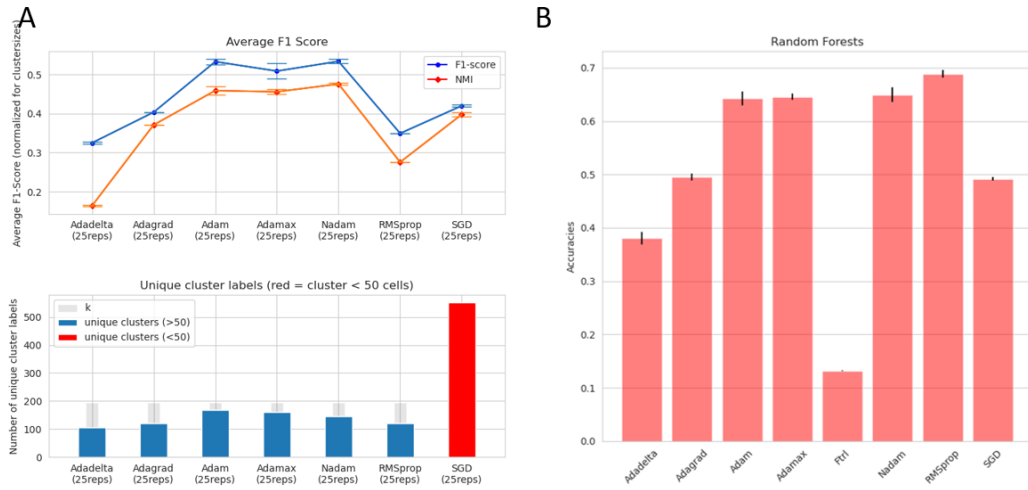 A
Average F1 Score
Average F1-Score (normalized for clustersizes)
0.5
0.4
0.3
0.2
F1-score
NMI
Adadelta Adagrad Adam Adamax Nadam RMSprop SGD
(25reps) (25reps) (25reps) (25reps) (25reps) (25reps) (25reps)
Unique cluster labels (red = cluster < 50 cells)
Number of unique cluster labels
500
400
300
200
100
0
k
unique clusters (>50)
unique clusters (<50)
Adadelta Adagrad Adam Adamax Nadam RMSprop SGD
(25reps) (25reps) (25reps) (25reps) (25reps) (25reps) (25reps)
B
Random Forests
Accuracies
0.7
0.6
0.5
0.4
0.3
0.2
0.1
0.0
Adadelta Adagrad Adam Adamax Ftrl Nadam RMSprop SGD